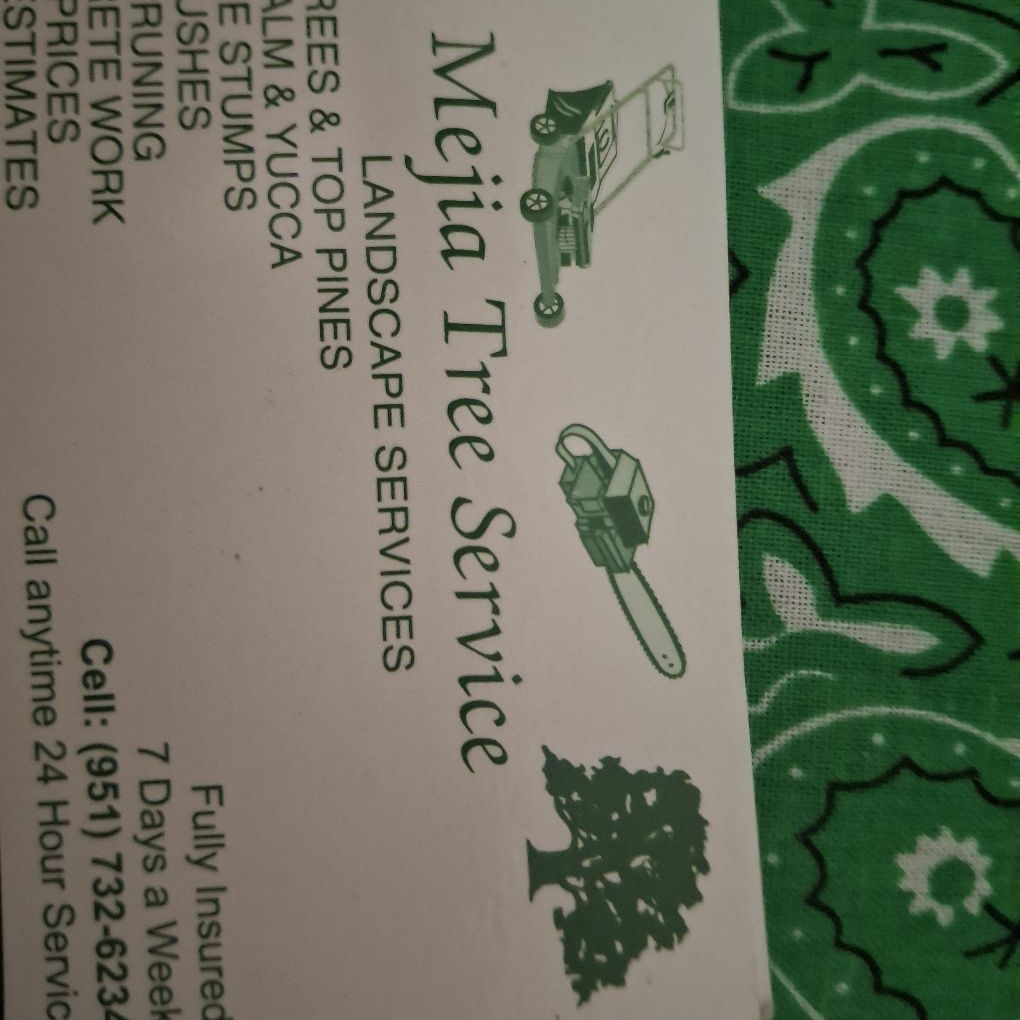 Mejia Tree Service
LANDSCAPE SERVICES
REES & TOP PINES
ALM & YUCCA
E STUMPS
USHES
RUNING
ETE WORK
PRICES
ESTIMATES
Fully Insured
7 Days a Week
Cell: (951) 732-6234
Call anytime 24 Hour Servic